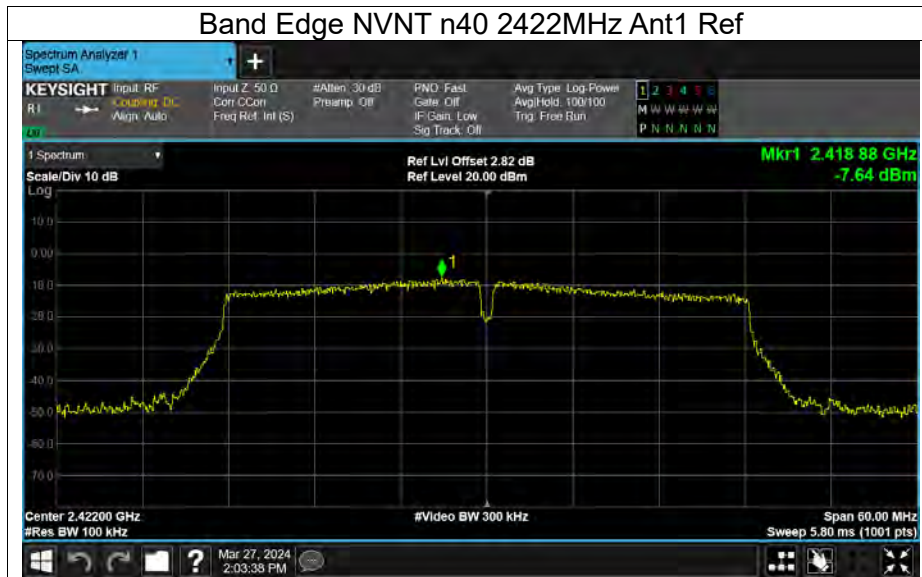 Band Edge NVNT n40 2422MHz Ant1 Ref
Spectrum Analyzer 1
Swept SA
+
KEYSIGHT
Input: RF
Coupling: DC
Align: Auto
Input Z: 50 Ω
Corr CCorr
Freq Ref: Int (S)
#Atten: 30 dB
Preamp: Off
PNO: Fast
Gate: Off
IF Gain: Low
Sig Track: Off
Avg Type: Log-Power
Avg|Hold: 100/100
Trig: Free Run
1 2 3 4 5 6
M W W W W W
P N N N N N
1 Spectrum
Scale/Div 10 dB
Log
Ref Lvl Offset 2.82 dB
Ref Level 20.00 dBm
Mkr1 2.418 88 GHz
-7.64 dBm
10.0
0.00
-10.0
-20.0
-30.0
-40.0
-50.0
-60.0
-70.0
1
Center 2.42200 GHz
#Res BW 100 kHz
#Video BW 300 kHz
Span 60.00 MHz
Sweep 5.80 ms (1001 pts)
?
Mar 27, 2024
2:03:38 PM